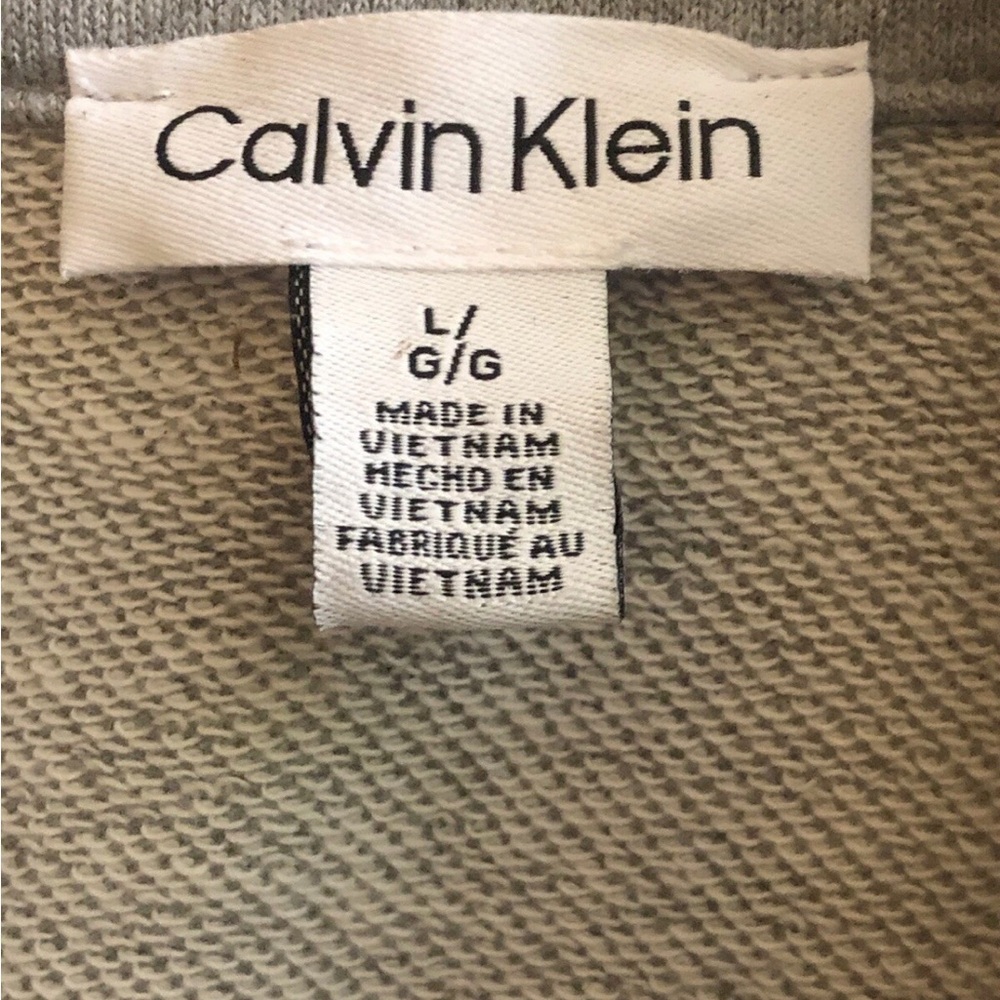 Calvin Klein
L/
G/G
MADE IN
VIETNAM
HECHO EN
VIETNAM
FABRIQUÉ AU
VIETNAM